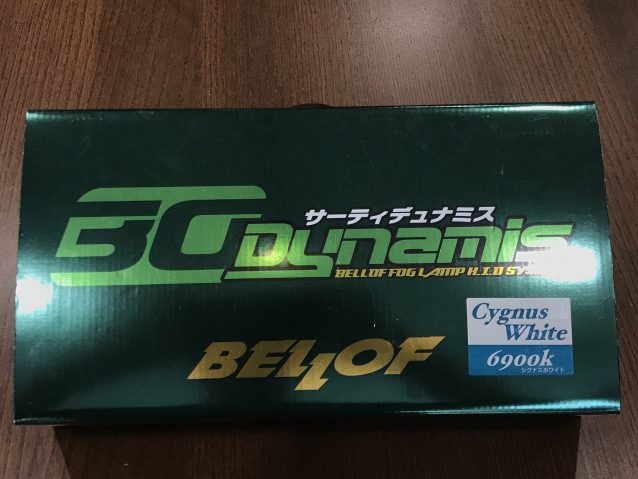 サーティデュナミス
30 Dynamis
BELLOF FOG LAMP H.I.D
BELLOF
Cygnus
White
6900k
シグナスホワイト